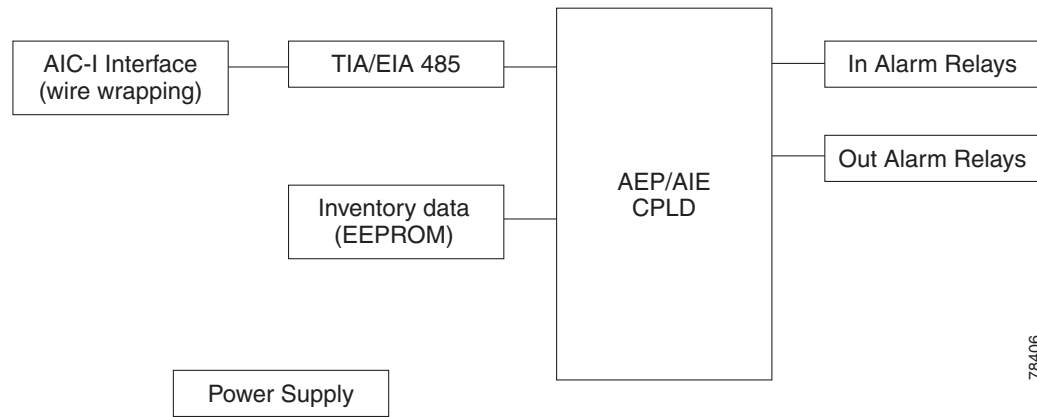 AIC-I Interface
(wire wrapping)
TIA/EIA 485
In Alarm Relays
Out Alarm Relays
AEP/AIE
CPLD
Inventory data
(EEPROM)
Power Supply
78406